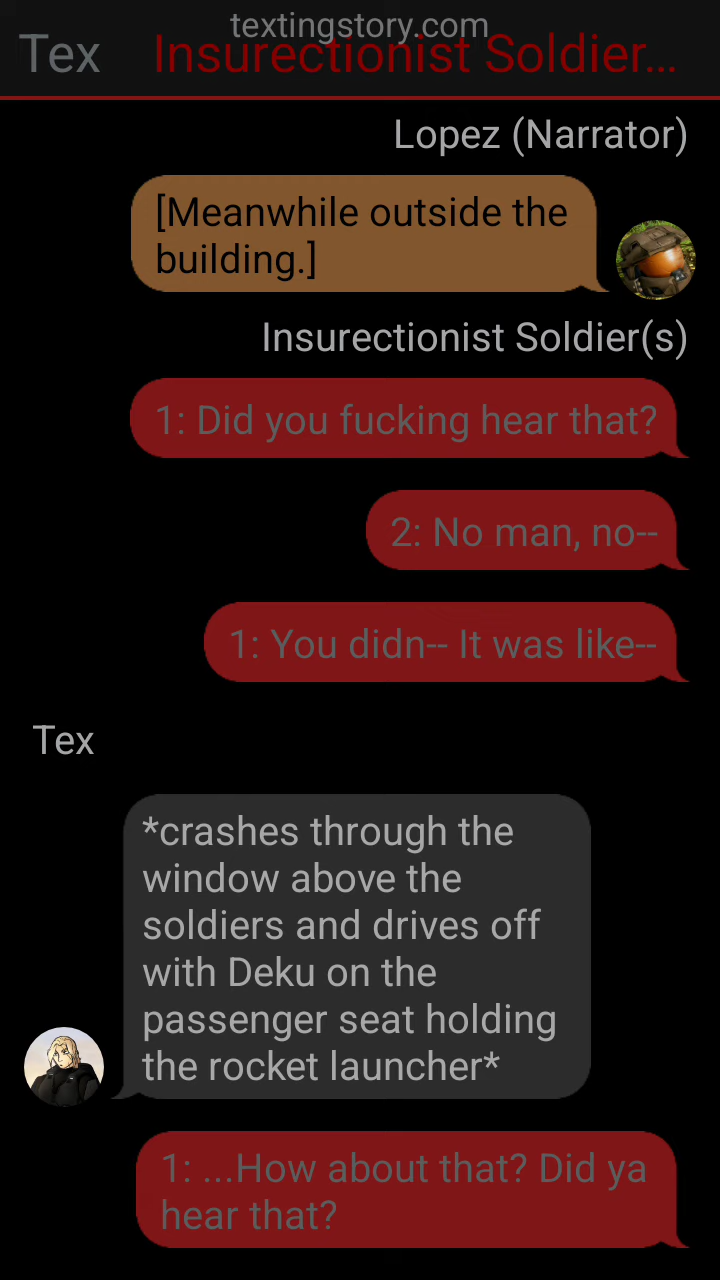 textingstory.com
Tex Insurectionist Soldier...
Lopez (Narrator)
[Meanwhile outside the
building.]
Insurectionist Soldier(s)
1: Did you fucking hear that?
2: No man, no--
1: You didn-- It was like--
Tex
*crashes through the
window above the
soldiers and drives off
with Deku on the
passenger seat holding
the rocket launcher*
1: ...How about that? Did ya
hear that?